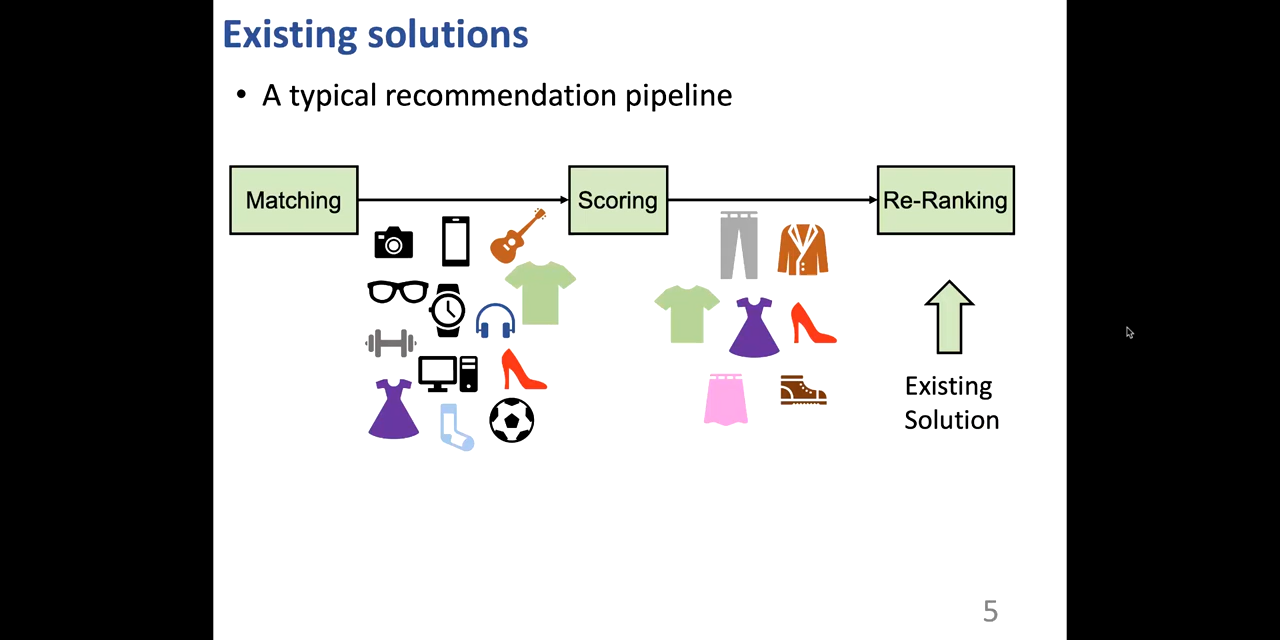 Existing solutions
• A typical recommendation pipeline
Matching
Scoring
Re-Ranking
Existing
Solution
5